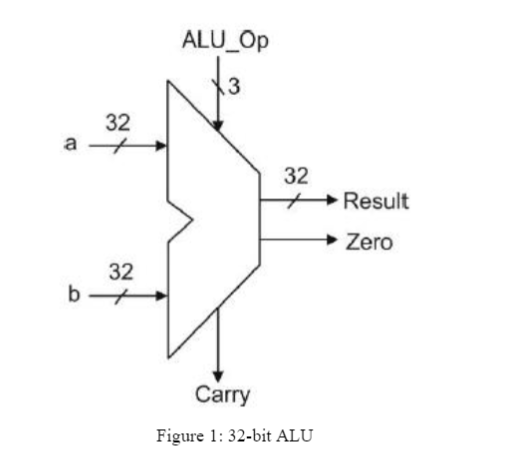 ALU_Op
3
32
a
32
Result
Zero
32
b
Carry
Figure 1: 32-bit ALU